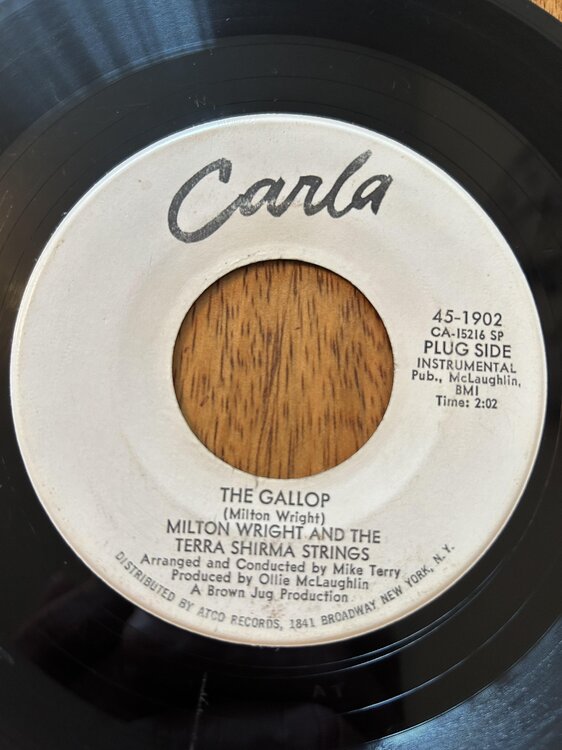 Carla
45-1902
CA-15216 SP
PLUG SIDE
INSTRUMENTAL
Pub., McLaughlin,
BMI
Time: 2:02
THE GALLOP
(Milton Wright)
MILTON WRIGHT AND THE
TERRA SHIRMA STRINGS
Arranged and Conducted by Mike Terry
Produced by Ollie McLaughlin
A Brown Jug Production
DISTRIBUTED BY ATCO RECORDS, 1841 BROADWAY NEW YORK, N. Y.
AT